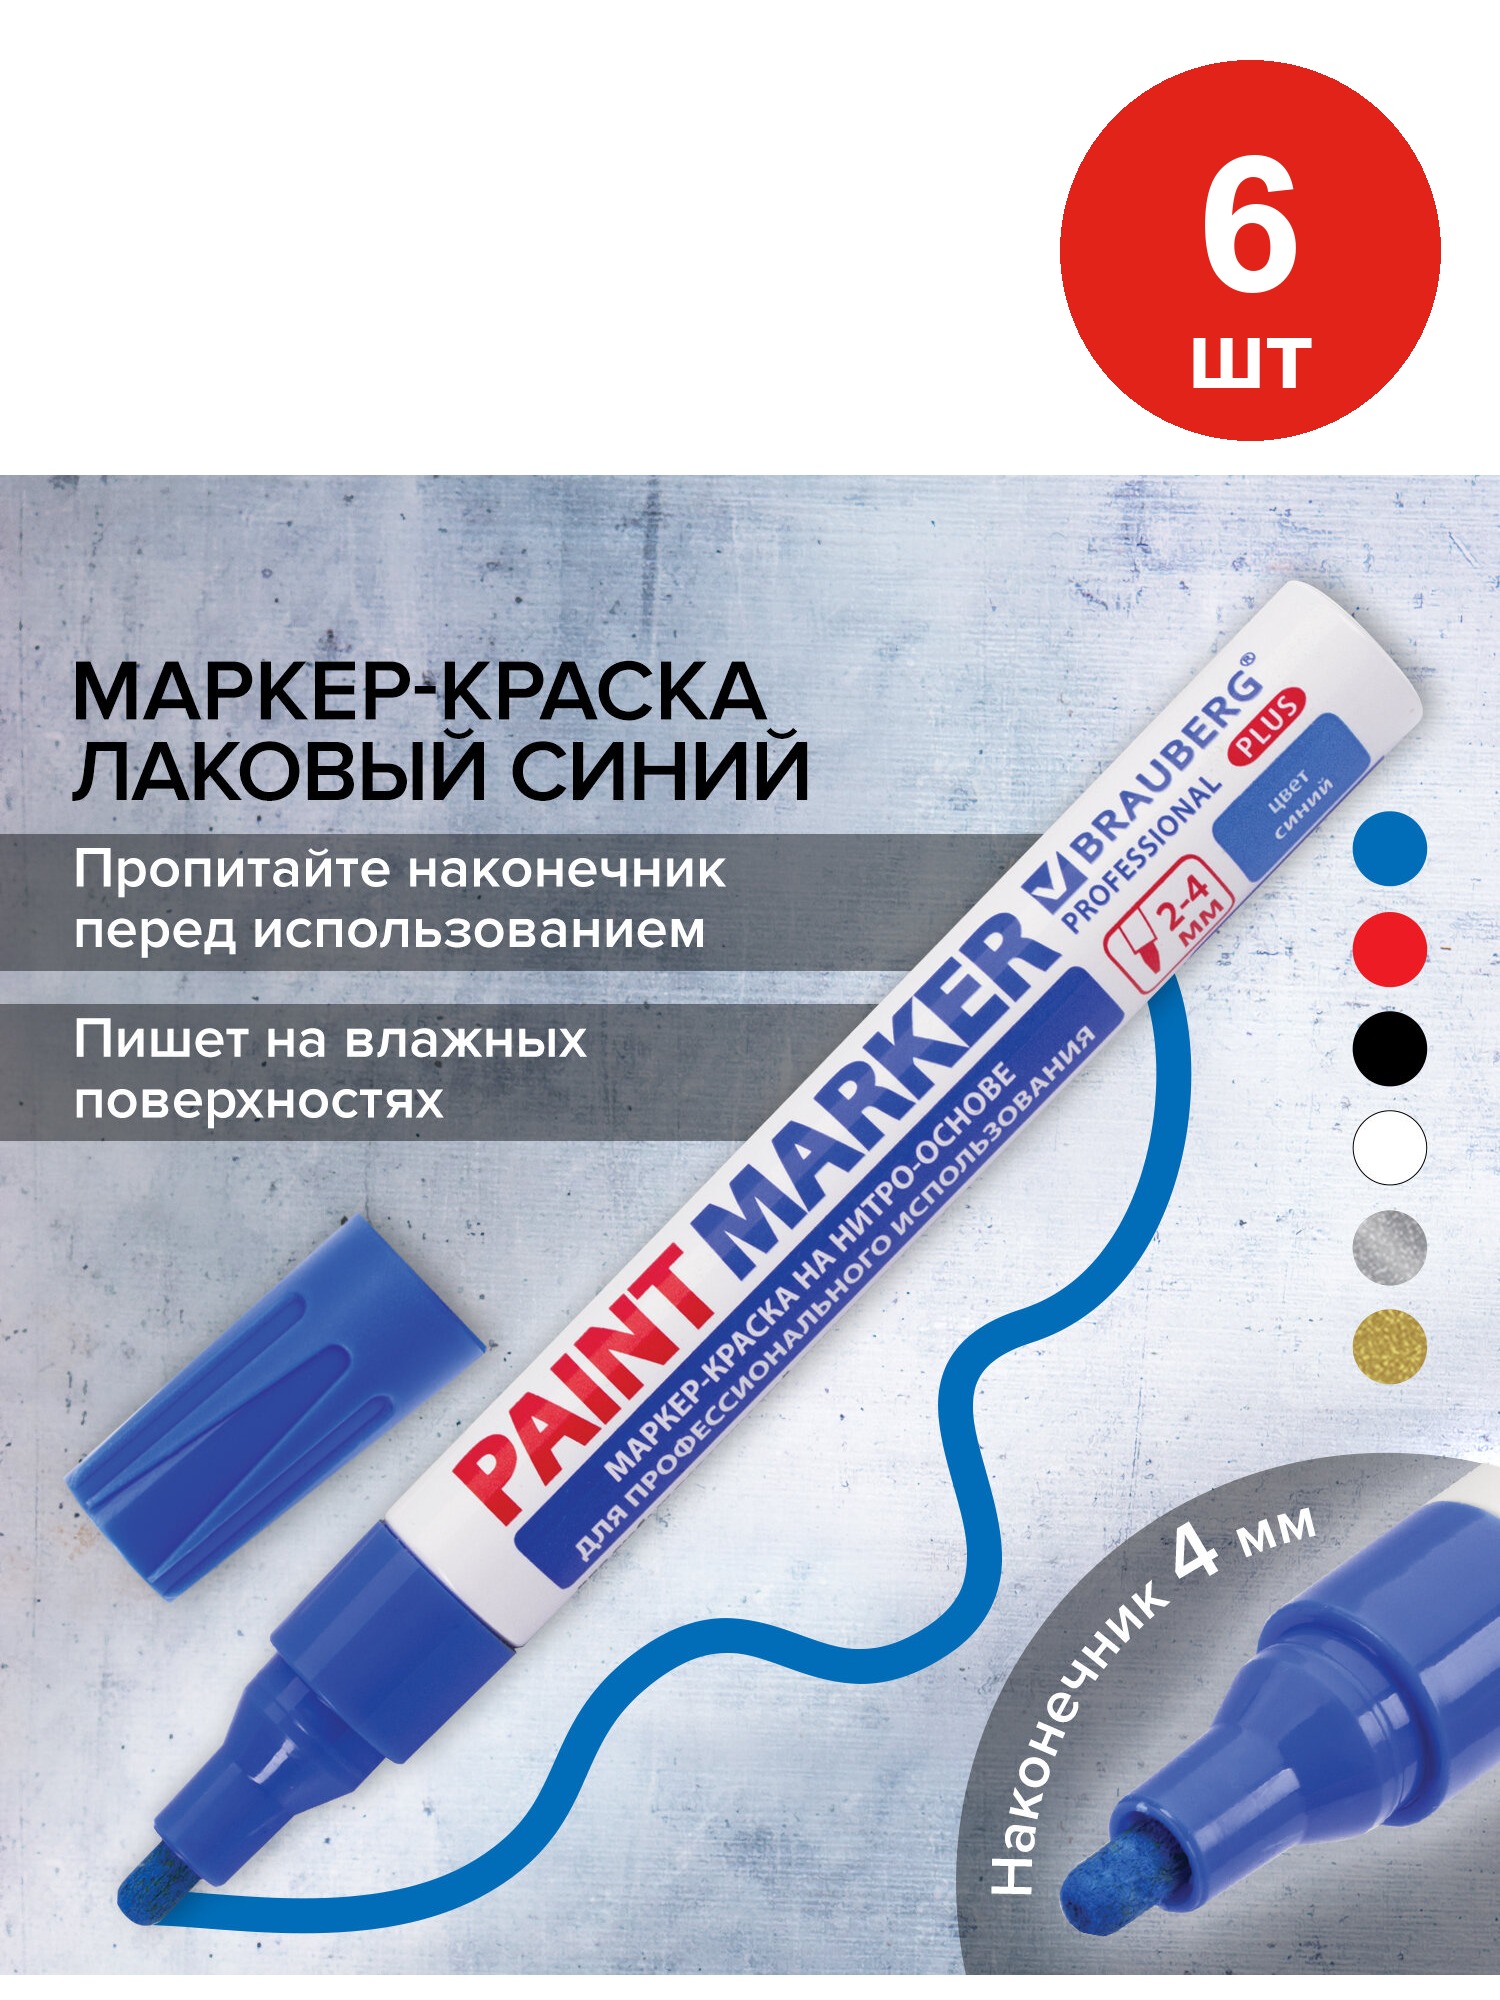 6
шт
МАРКЕР-КРАСКА
ЛАКОВЫЙ СИНИЙ
Пропитайте наконечник
перед использованием
Пишет на влажных
поверхностях
BRAUBERG®
PROFESSIONAL PLUS
цвет
синий
2-4
мм
PAINT MARKER
МАРКЕР-КРАСКА НА НИТРО-ОСНОВЕ
ДЛЯ ПРОФЕССИОНАЛЬНОГО ИСПОЛЬЗОВАНИЯ
Наконечник 4 мм